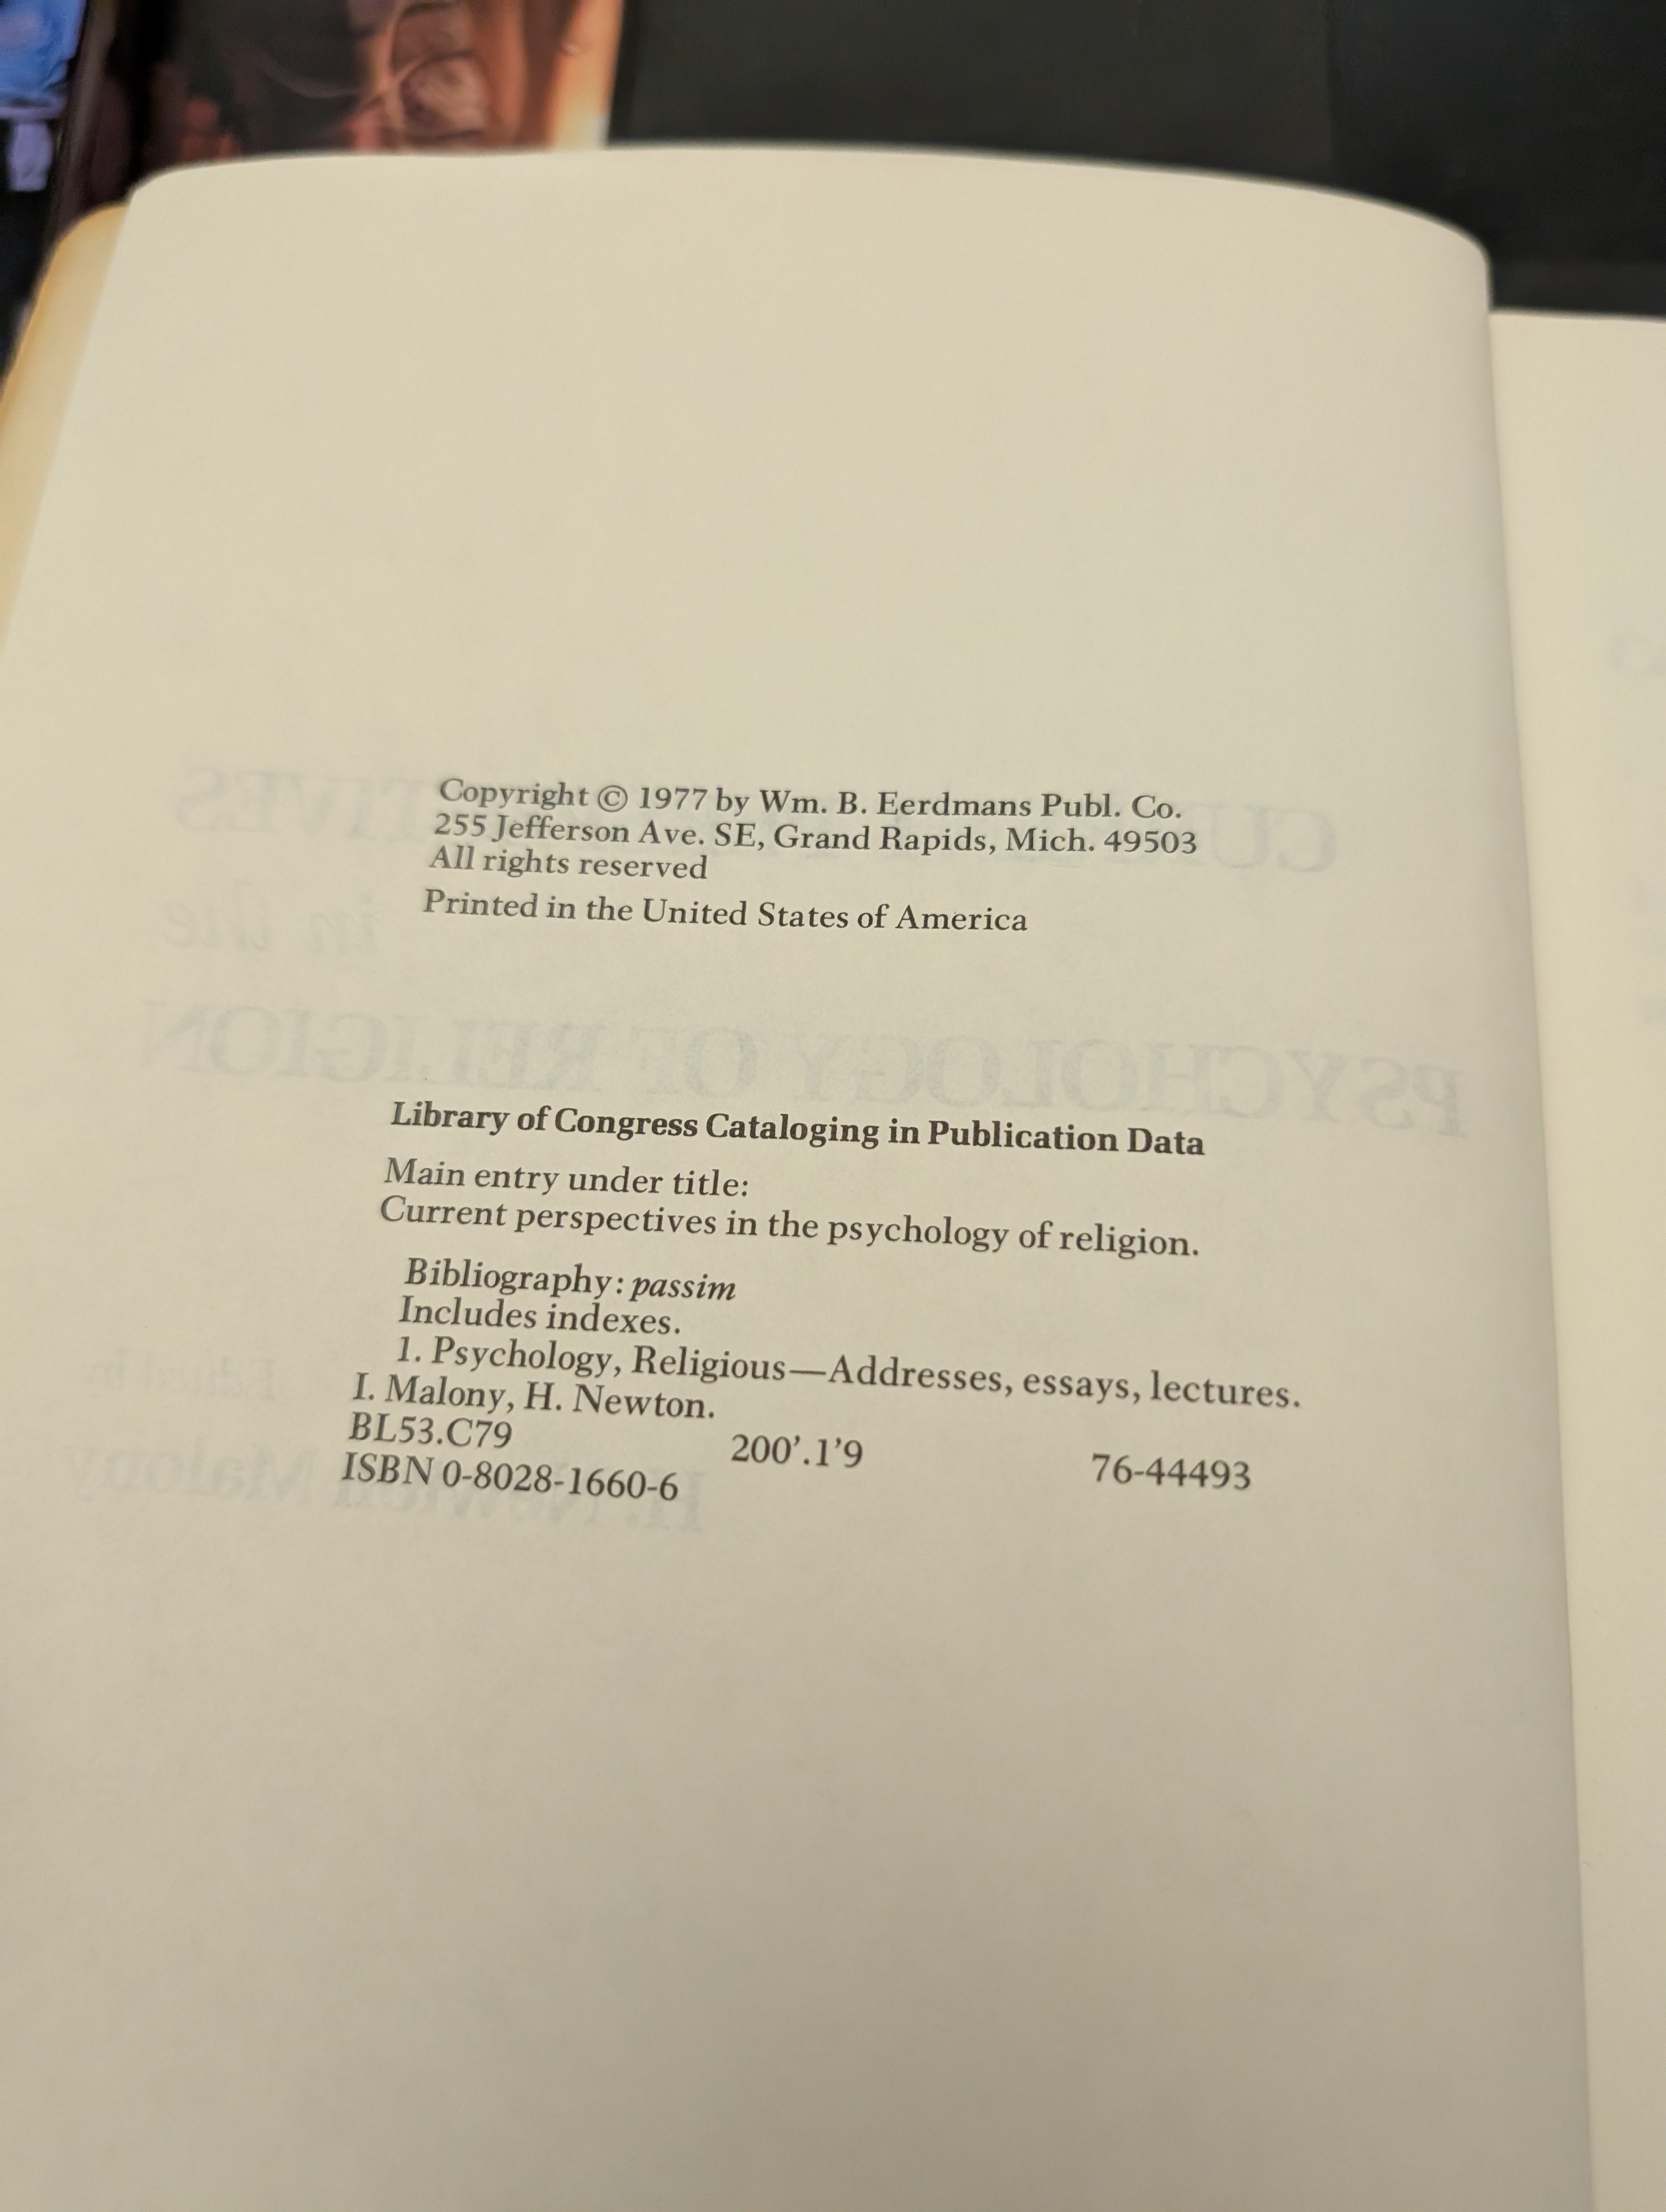 Copyright © 1977 by Wm. B. Eerdmans Publ. Co.
255 Jefferson Ave. SE, Grand Rapids, Mich. 49503
All rights reserved
Printed in the United States of America
Library of Congress Cataloging in Publication Data
Main entry under title:
Current perspectives in the psychology of religion.
Bibliography: passim
Includes indexes.
1. Psychology, Religious—Addresses, essays, lectures.
I. Malony, H. Newton.
BL53.C79 200'.1'9 76-44493
ISBN 0-8028-1660-6